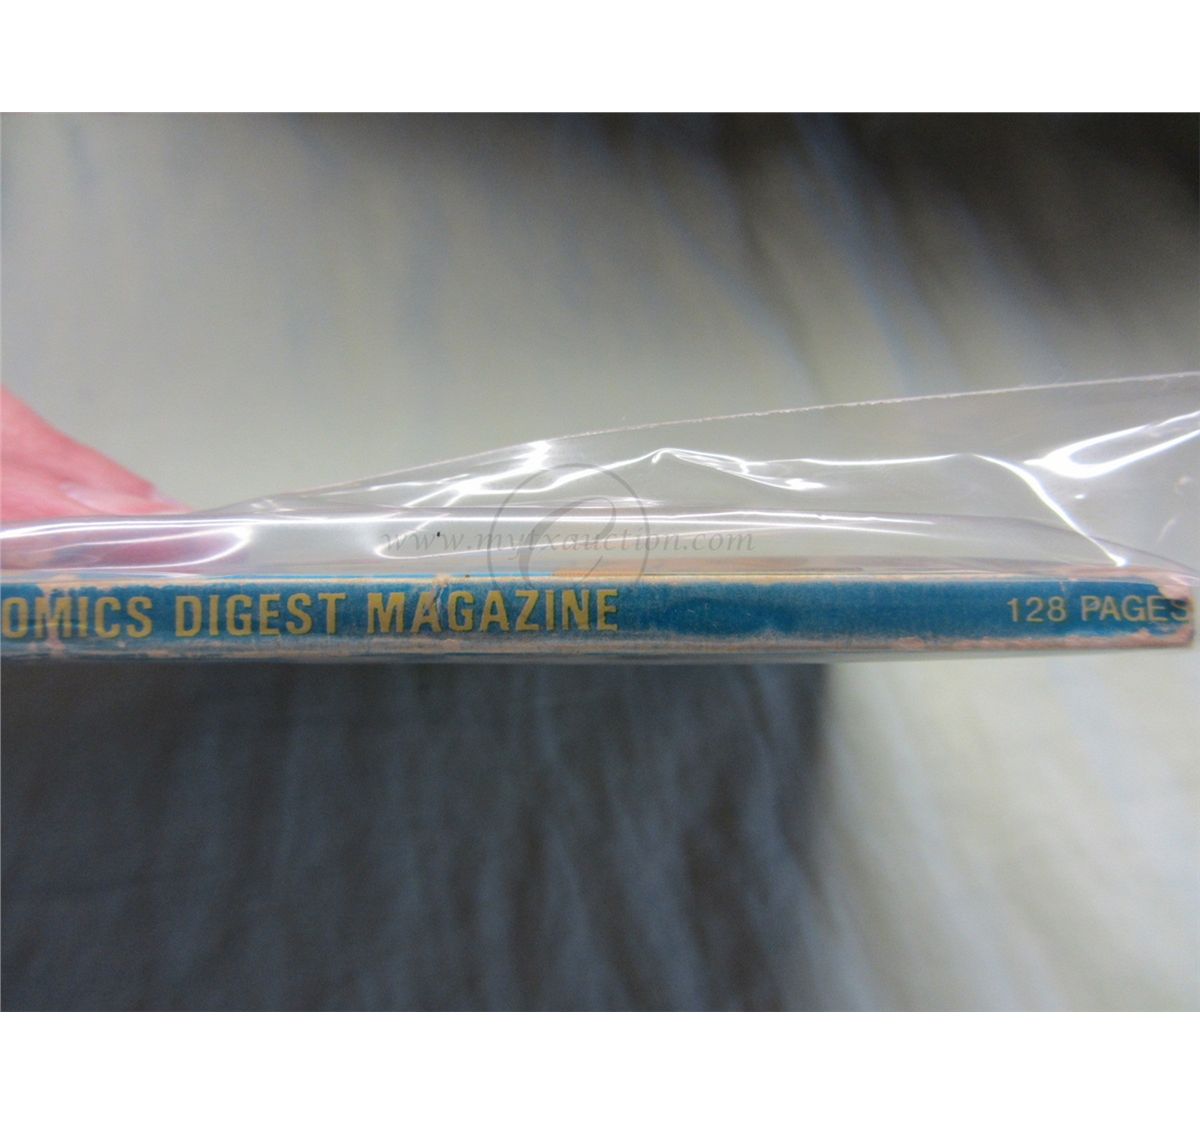 www.myfxauction.com
OMICS DIGEST MAGAZINE 128 PAGES